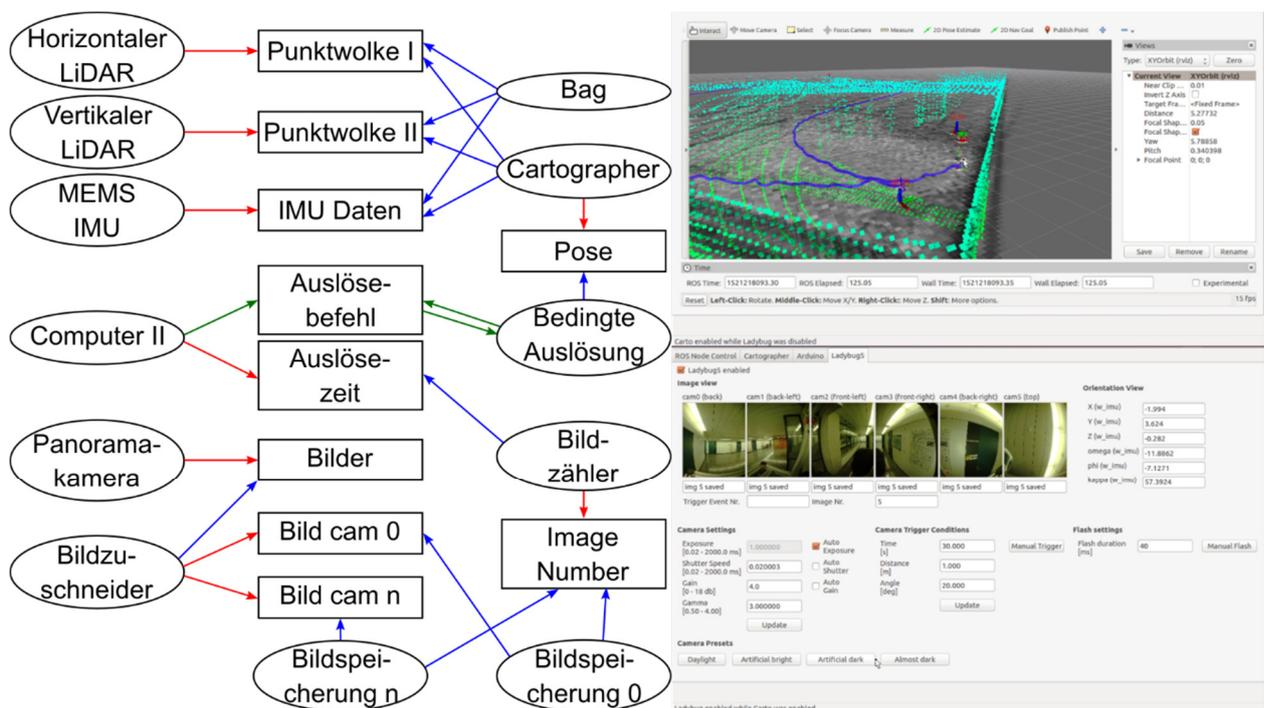 Horizontaler
LiDAR
Punktwolke I
Bag
Vertikaler
LiDAR
Punktwolke II
Cartographer
MEMS
IMU
IMU Daten
Pose
Auslöse-
befehl
Computer II
Bedingte
Auslösung
Auslöse-
zeit
Panorama-
kamera
Bilder
Bild-
zähler
Bildzu-
schneider
Bild cam 0
Image
Number
Bild cam n
Bildspei-
cherung n
Bildspei-
cherung 0
Interact Move Camera Select Focus Camera Measure 2D Pose Estimate 2D Nav Goal Publish Point
Views
Type: XYOrbit (rviz) Zero
Current View XYOrbit (rviz)
Near Clip ... 0.01
Invert Z Axis
Target Fra... <Fixed Frame>
Distance 5.27732
Focal Shap... 0.05
Focal Shap...
Yaw 5.78858
Pitch 0.340398
Focal Point 0; 0; 0
Save Remove Rename
Time
ROS Time: 1521218093.30 ROS Elapsed: 125.05 Wall Time: 1521218093.35 Wall Elapsed: 125.05 Experimental
Reset Left-Click: Rotate. Middle-Click: Move X/Y. Right-Click: Move Z. Shift: More options. 15 fps
Carto enabled while Ladybug was disabled
ROS Node Control Cartographer Arduino Ladybug5
Ladybug5 enabled
Image view
cam0 (back) cam1 (back-left) cam2 (front-left) cam3 (front-right) cam4 (back-right) cam5 (top)
img 5 saved img 5 saved img 5 saved img 5 saved img 5 saved img 5 saved
Trigger Event Nr. Image Nr. 5
Orientation View
X (w_imu) -1.994
Y (w_imu) 3.624
Z (w_imu) -0.282
omega (w_imu) -11.8862
phi (w_imu) -7.1271
kappa (w_imu) 57.3924
Camera Settings
Exposure
[0.02 - 2000.0 ms] 1.000000 Auto Exposure
Shutter Speed
[0.02 - 2000.0 ms] 0.020003 Auto Shutter
Gain
[0 - 18 db] 4.0 Auto Gain
Gamma
[0.50 - 4.00] 3.000000
Update
Camera Trigger Conditions
Time
[s] 30.000 Manual Trigger
Distance
[m] 1.000
Angle
[deg] 20.000
Update
Flash settings
Flash duration
[ms] 40 Manual Flash
Camera Presets
Daylight Artificial bright Artificial dark Almost dark
Ladybug enabled while Carto was enabled